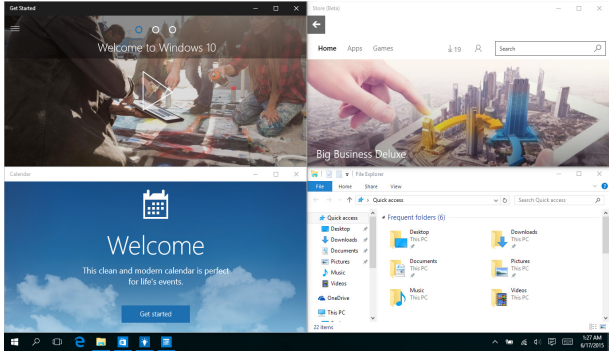 Get Started
Welcome to Windows 10
Store (Beta)
Home Apps Games
19
Search
Big Business Deluxe
Calendar
Welcome
This clean and modern calendar is perfect
for life's events.
Get started
File Explorer
File Home Share View
Quick access
Search Quick access
Quick access
Desktop
Downloads
Documents
Pictures
Music
Videos
OneDrive
This PC
22 items
Frequent folders (6)
Desktop
This PC
Downloads
This PC
Documents
This PC
Pictures
This PC
Music
This PC
Videos
This PC
1:27 AM
6/17/2015